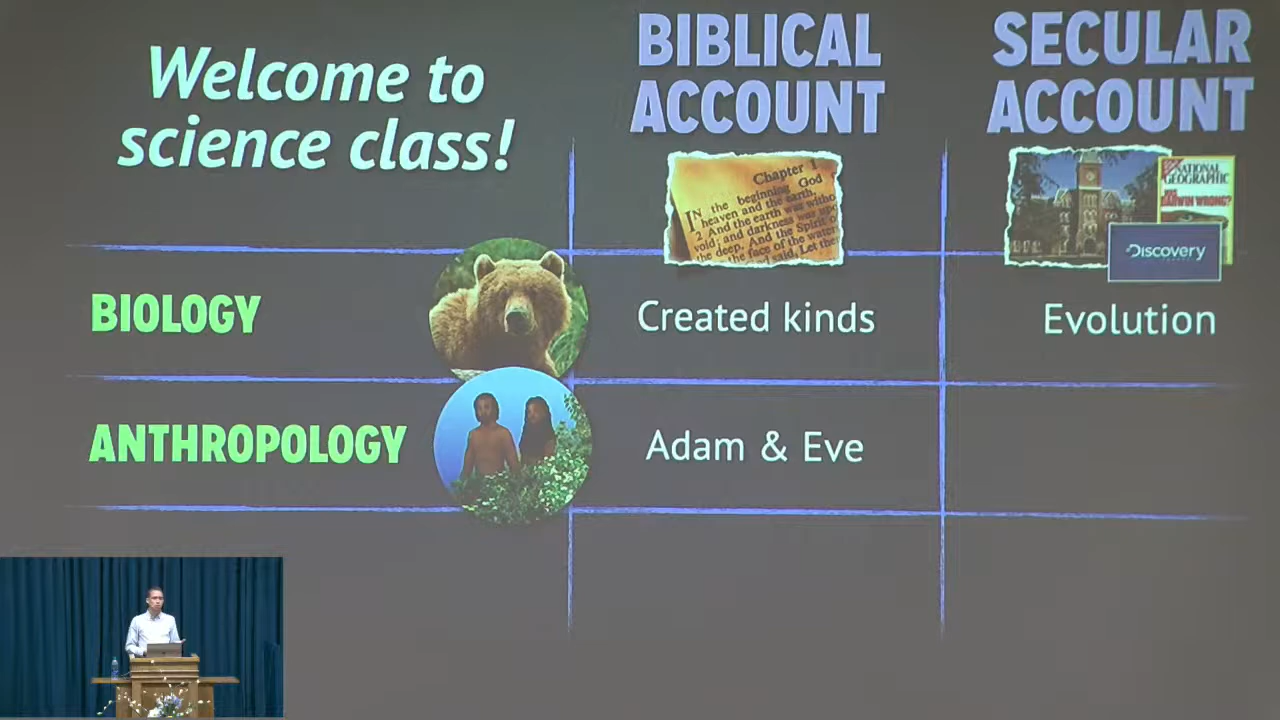 Welcome to
science class!
BIBLICAL
ACCOUNT
SECULAR
ACCOUNT
Chapter 1
IN the beginning God
heaven and the earth.
2 And the earth was witho
void; and darkness was upo
the deep. And the Spirit o
the face of the water
said, Let the
NATIONAL
GEOGRAPHIC
WAS
DARWIN WRONG?
Discovery
BIOLOGY
Created kinds
Evolution
ANTHROPOLOGY
Adam & Eve